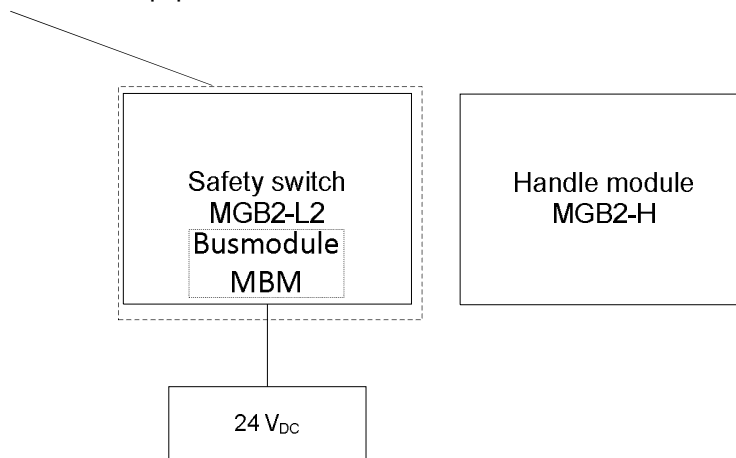 Safety switch
MGB2-L2
Busmodule
MBM
Handle module
MGB2-H
24 VDC